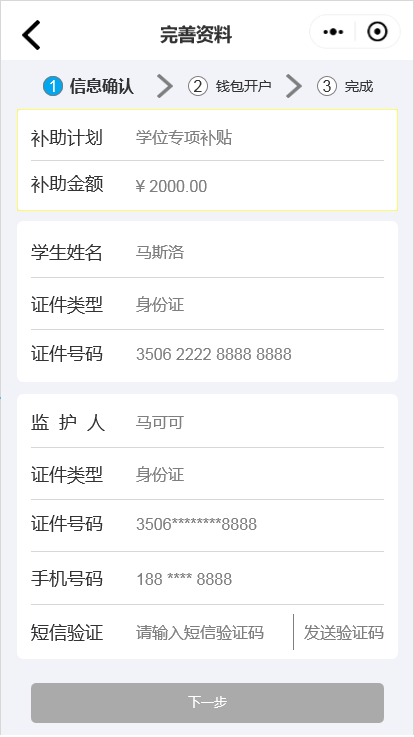 完善资料
1 信息确认 2 钱包开户 3 完成
补助计划 学位专项补贴
补助金额 ¥ 2000.00
学生姓名 马斯洛
证件类型 身份证
证件号码 3506 2222 8888 8888
监 护 人 马可可
证件类型 身份证
证件号码 3506********8888
手机号码 188 **** 8888
短信验证 请输入短信验证码 发送验证码
下一步